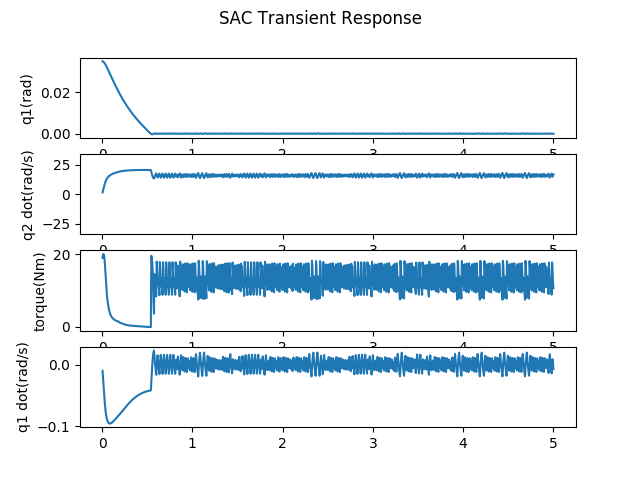 SAC Transient Response
q1(rad)
0.02
0.00
0 1 2 3 4 5
q2 dot(rad/s)
25
0
−25
0 1 2 3 4 5
torque(Nm)
20
0
0 1 2 3 4 5
q1 dot(rad/s)
0.0
−0.1
0 1 2 3 4 5